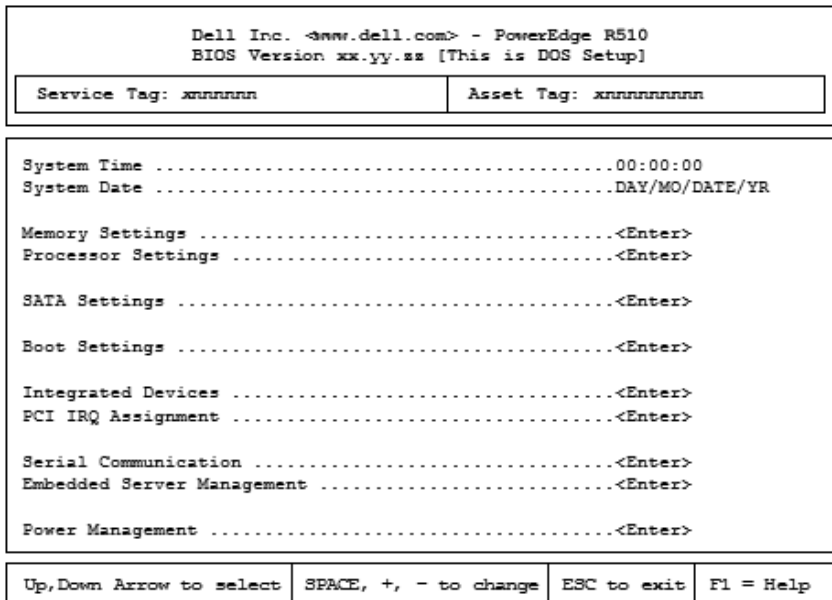 Dell Inc. <www.dell.com> - PowerEdge R510
BIOS Version xx.yy.zz [This is DOS Setup]
Service Tag: xnnnnnn
Asset Tag: xnnnnnnnnn
System Time ..........................................00:00:00
System Date ..........................................DAY/MO/DATE/YR
Memory Settings ......................................<Enter>
Processor Settings ...................................<Enter>
SATA Settings ........................................<Enter>
Boot Settings ........................................<Enter>
Integrated Devices ...................................<Enter>
PCI IRQ Assignment ...................................<Enter>
Serial Communication .................................<Enter>
Embedded Server Management ...........................<Enter>
Power Management .....................................<Enter>
Up,Down Arrow to select
SPACE, +, - to change
ESC to exit
F1 = Help